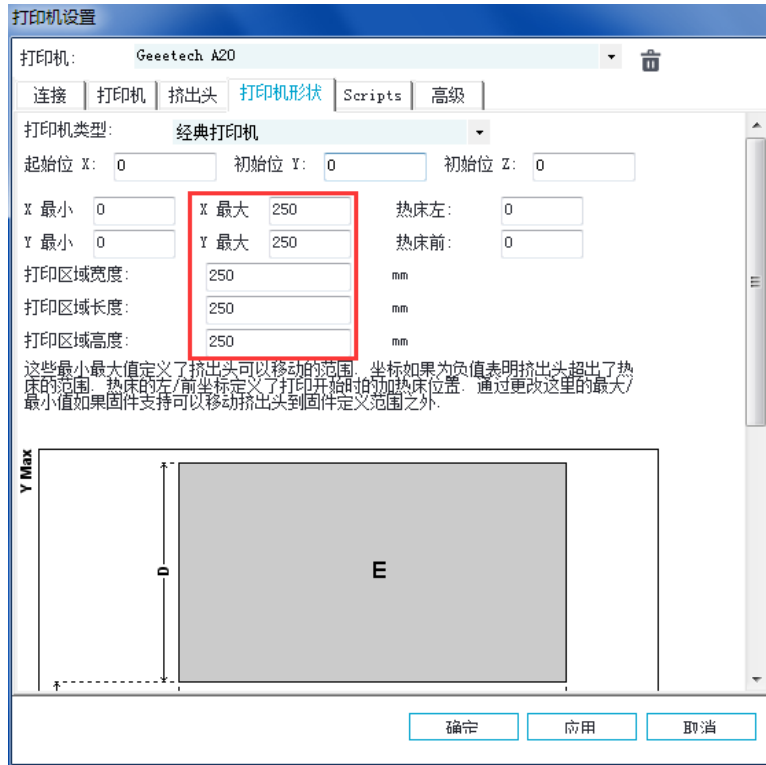 打印机设置
打印机: Geeetech A20
连接 打印机 挤出头 打印机形状 Scripts 高级
打印机类型: 经典打印机
起始位 X: 0 初始位 Y: 0 初始位 Z: 0
X 最小 0 X 最大 250 热床左: 0
Y 最小 0 Y 最大 250 热床前: 0
打印区域宽度: 250 mm
打印区域长度: 250 mm
打印区域高度: 250 mm
这些最小最大值定义了挤出头可以移动的范围. 坐标如果为负值表明挤出头超出了热
床的范围. 热床的左/前坐标定义了打印开始时的加热床位置. 通过更改这里的最大/
最小值如果固件支持可以移动挤出头到固件定义范围之外.
Y Max
D
E
确定 应用 取消